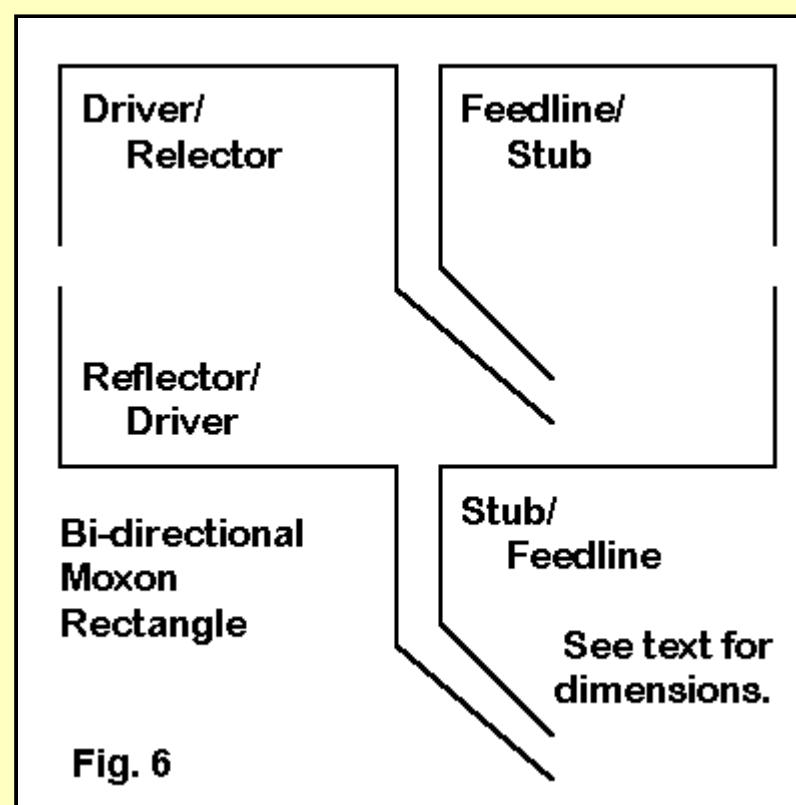 Driver/
Relector
Feedline/
Stub
Reflector/
Driver
Bi-directional
Moxon
Rectangle
Stub/
Feedline
See text for
dimensions.
Fig. 6